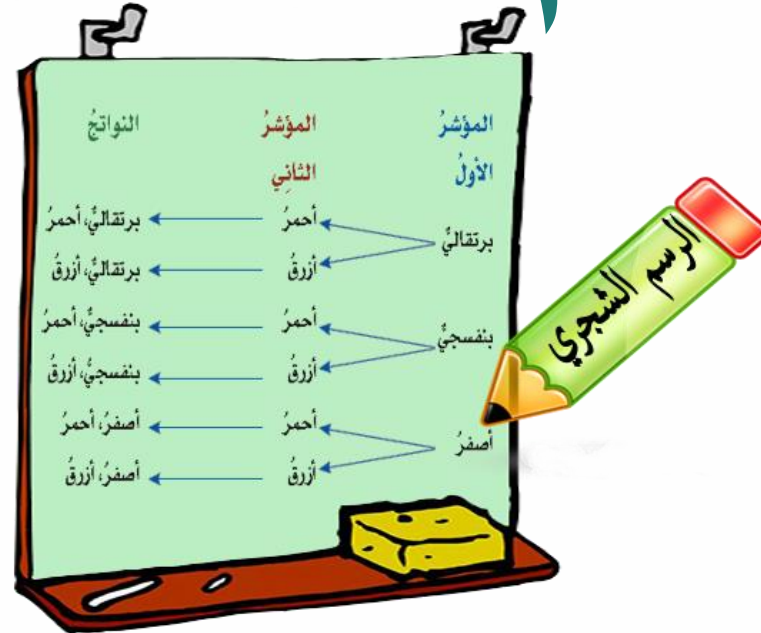 المؤشرُ الأولُ
المؤشرُ الثانِي
النواتجُ
برتقاليٌّ
أحمرُ
برتقاليٌّ، أحمرُ
أزرقُ
برتقاليٌّ، أزرقُ
بنفسجيٌّ
أحمرُ
بنفسجيٌّ، أحمرُ
أزرقُ
بنفسجيٌّ، أزرقُ
أصفرُ
أحمرُ
أصفرُ، أحمرُ
أزرقُ
أصفرُ، أزرقُ
الرسم الشجري